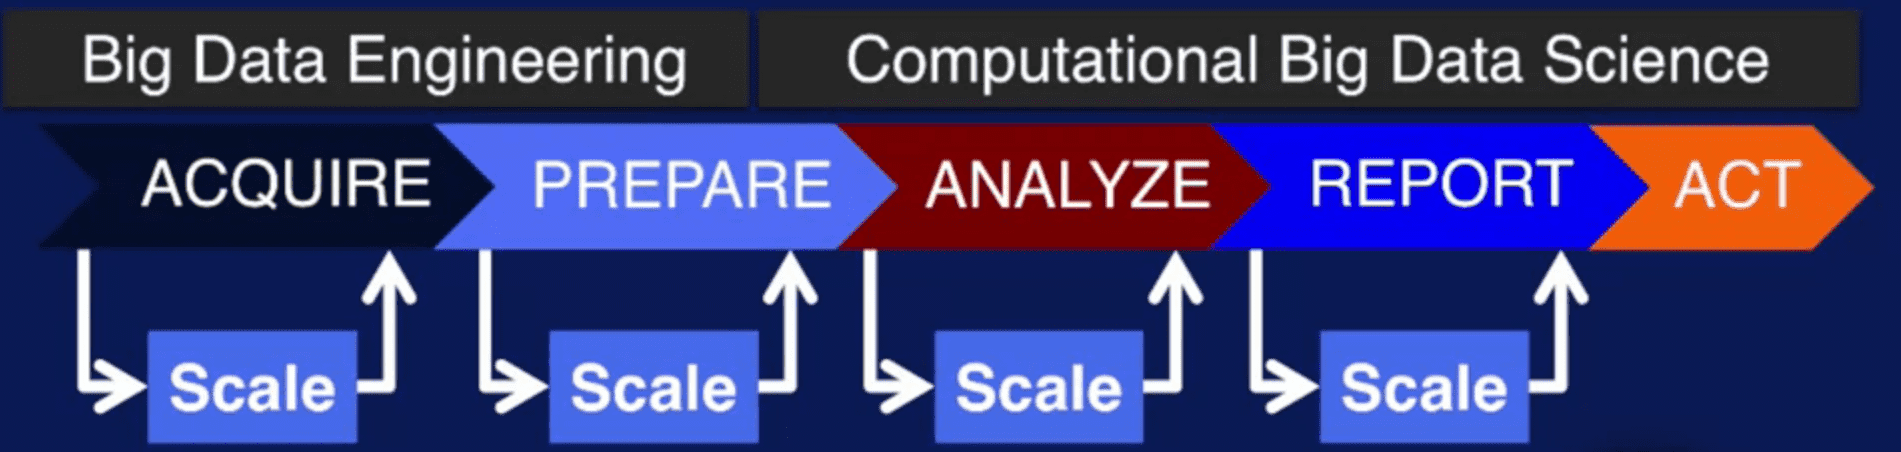 Big Data Engineering
Computational Big Data Science
ACQUIRE
PREPARE
ANALYZE
REPORT
ACT
Scale
Scale
Scale
Scale